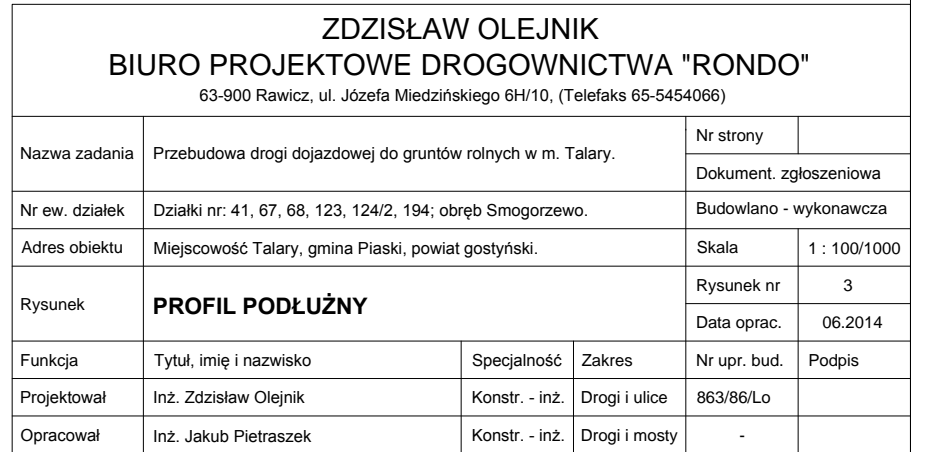 ZDZISŁAW OLEJNIK
BIURO PROJEKTOWE DROGOWNICTWA "RONDO"
63-900 Rawicz, ul. Józefa Miedzińskiego 6H/10, (Telefaks 65-5454066)
Nazwa zadania Przebudowa drogi dojazdowej do gruntów rolnych w m. Talary. Nr strony
Dokument. zgłoszeniowa
Nr ew. działek Działki nr: 41, 67, 68, 123, 124/2, 194; obręb Smogorzewo. Budowlano - wykonawcza
Adres obiektu Miejscowość Talary, gmina Piaski, powiat gostyński. Skala 1 : 100/1000
Rysunek PROFIL PODŁUŻNY Rysunek nr 3
Data oprac. 06.2014
Funkcja Tytuł, imię i nazwisko Specjalność Zakres Nr upr. bud. Podpis
Projektował Inż. Zdzisław Olejnik Konstr. - inż. Drogi i ulice 863/86/Lo
Opracował Inż. Jakub Pietraszek Konstr. - inż. Drogi i mosty -